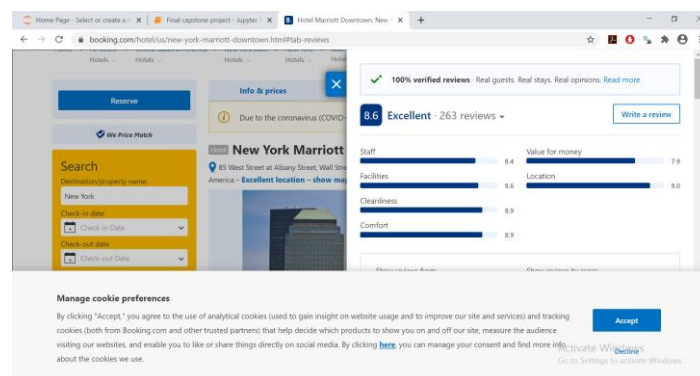 Home Page - Select or create a n
Final capstone project - Jupyter
Hotel Marriott Downtown, New
booking.com/hotel/us/new-york-marriott-downtown.html#tab-reviews
Hotels
Hotels
Hotels
Hotels
Reserve
We Price Match
Search
Destination/property name:
New York
Check-in date
Check-in Date
Check-out date
Check-out Date
Info & prices
Due to the coronavirus (COVID-
Hotel New York Marriott
85 West Street at Albany Street, Wall Stre
America – Excellent location – show map
100% verified reviews · Real guests. Real stays. Real opinions. Read more
8.6 Excellent · 263 reviews
Write a review
Staff
8.4
Value for money
7.9
Facilities
8.6
Location
9.0
Cleanliness
8.9
Comfort
8.9
Show reviews from:
Manage cookie preferences
By clicking "Accept," you agree to the use of analytical cookies (used to gain insight on website usage and to improve our site and services) and tracking
cookies (both from Booking.com and other trusted partners) that help decide which products to show you on and off our site, measure the audience
visiting our websites, and enable you to like or share things directly on social media. By clicking here, you can manage your consent and find more info
about the cookies we use.
Accept
Decline
Activate Windows
Go to Settings to activate Windows.